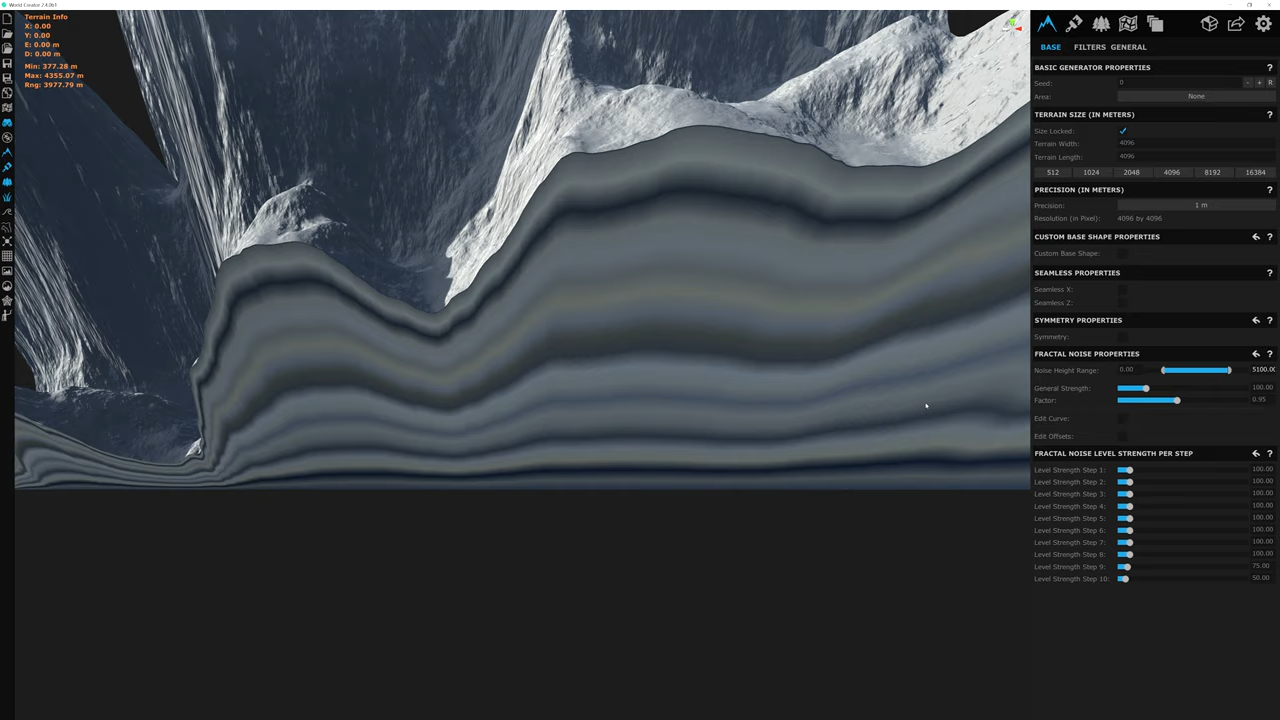 World Creator 2.4.0b1
Terrain Info
X: 0.00
Y: 0.00
E: 0.00 m
D: 0.00 m
Min: 377.28 m
Max: 4355.07 m
Rng: 3977.79 m
BASE FILTERS GENERAL
BASIC GENERATOR PROPERTIES ?
Seed: 0 - + R
Area: None
TERRAIN SIZE (IN METERS) ?
Size Locked:
Terrain Width: 4096
Terrain Length: 4096
512 1024 2048 4096 8192 16384
PRECISION (IN METERS) ?
Precision: 1 m
Resolution (in Pixel): 4096 by 4096
CUSTOM BASE SHAPE PROPERTIES ?
Custom Base Shape:
SEAMLESS PROPERTIES ?
Seamless X:
Seamless Z:
SYMMETRY PROPERTIES ?
Symmetry:
FRACTAL NOISE PROPERTIES ?
Noise Height Range: 0.00 5100.00
General Strength: 100.00
Factor: 0.95
Edit Curve:
Edit Offsets:
FRACTAL NOISE LEVEL STRENGTH PER STEP ?
Level Strength Step 1: 100.00
Level Strength Step 2: 100.00
Level Strength Step 3: 100.00
Level Strength Step 4: 100.00
Level Strength Step 5: 100.00
Level Strength Step 6: 100.00
Level Strength Step 7: 100.00
Level Strength Step 8: 100.00
Level Strength Step 9: 75.00
Level Strength Step 10: 50.00